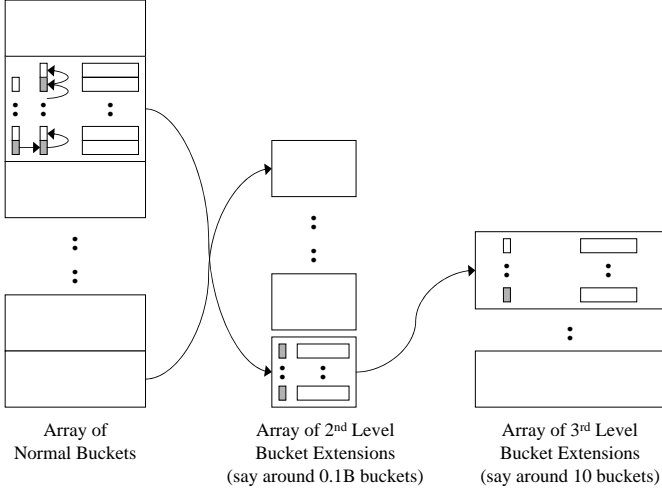 Array of
Normal Buckets
Array of 2nd Level
Bucket Extensions
(say around 0.1B buckets)
Array of 3rd Level
Bucket Extensions
(say around 10 buckets)